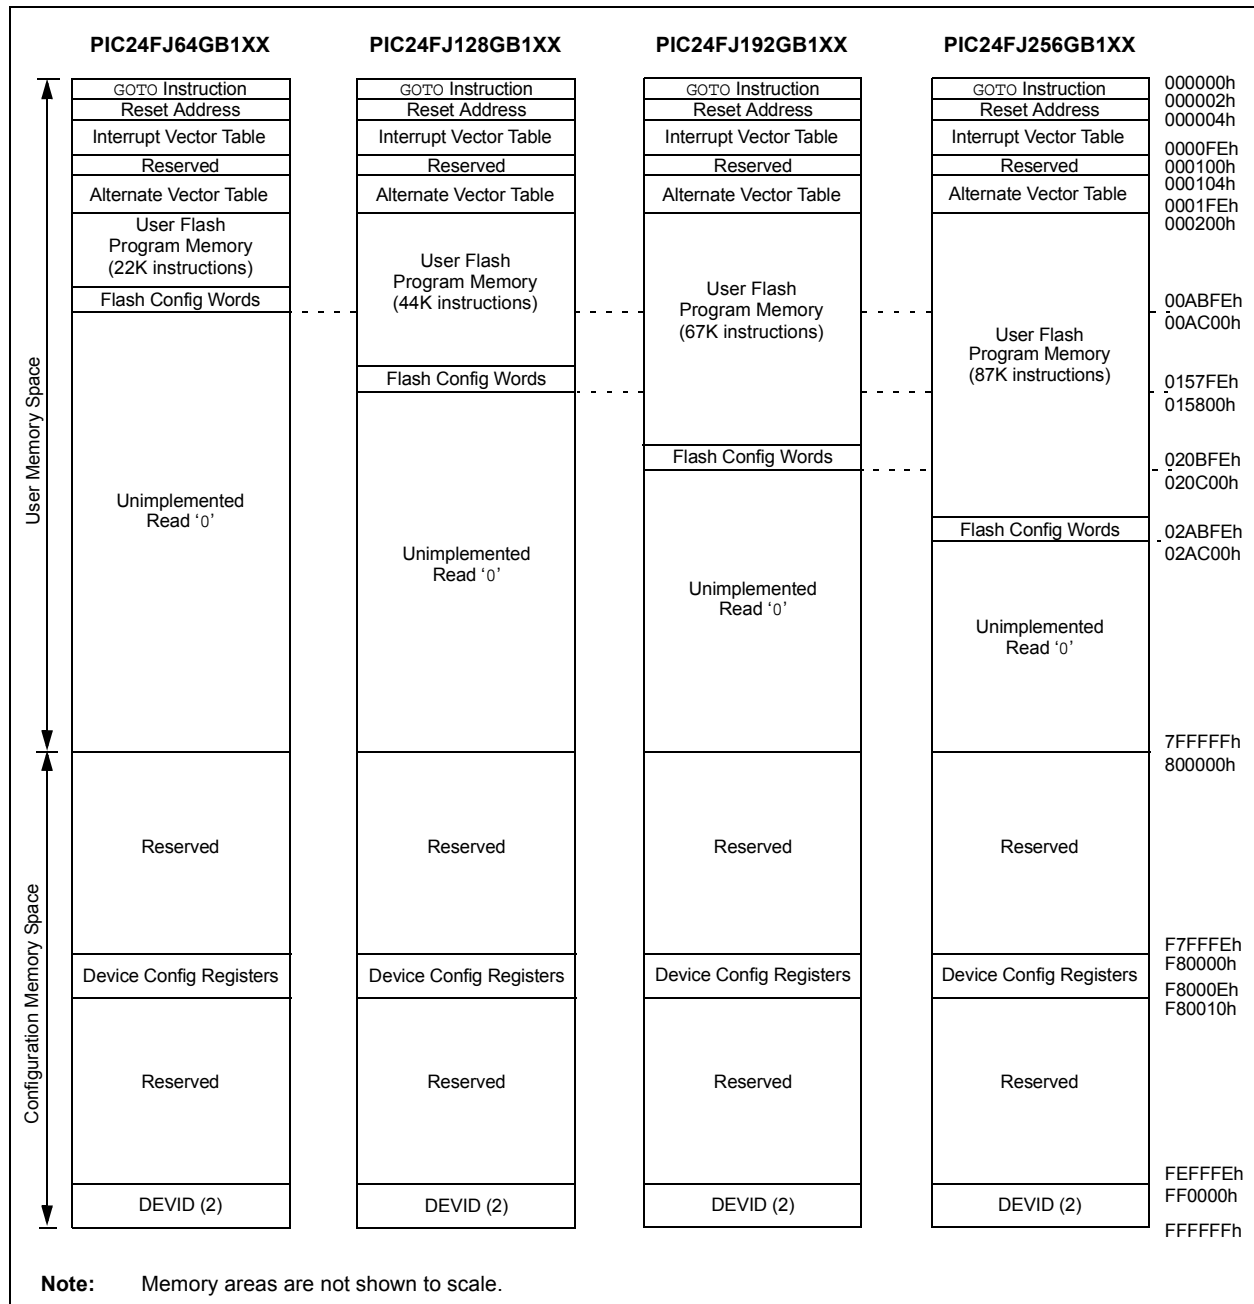 PIC24FJ64GB1XX PIC24FJ128GB1XX PIC24FJ192GB1XX PIC24FJ256GB1XX
GOTO Instruction GOTO Instruction GOTO Instruction GOTO Instruction 000000h
Reset Address Reset Address Reset Address Reset Address 000002h
000004h
Interrupt Vector Table Interrupt Vector Table Interrupt Vector Table Interrupt Vector Table
0000FEh
Reserved Reserved Reserved Reserved 000100h
000104h
Alternate Vector Table Alternate Vector Table Alternate Vector Table Alternate Vector Table
0001FEh
000200h
User Flash
Program Memory
(22K instructions)
User Flash
Program Memory
(44K instructions)
User Flash
Program Memory
(67K instructions)
User Flash
Program Memory
(87K instructions)
Flash Config Words 00ABFEh
00AC00h
Flash Config Words 0157FEh
015800h
Flash Config Words 020BFEh
020C00h
Flash Config Words 02ABFEh
02AC00h
User Memory Space
Unimplemented
Read ‘0’
Unimplemented
Read ‘0’
Unimplemented
Read ‘0’
Unimplemented
Read ‘0’
7FFFFFh
800000h
Reserved Reserved Reserved Reserved
Configuration Memory Space
F7FFFEh
F80000h
Device Config Registers Device Config Registers Device Config Registers Device Config Registers
F8000Eh
F80010h
Reserved Reserved Reserved Reserved
FEFFFEh
FF0000h
DEVID (2) DEVID (2) DEVID (2) DEVID (2)
FFFFFFh
Note: Memory areas are not shown to scale.